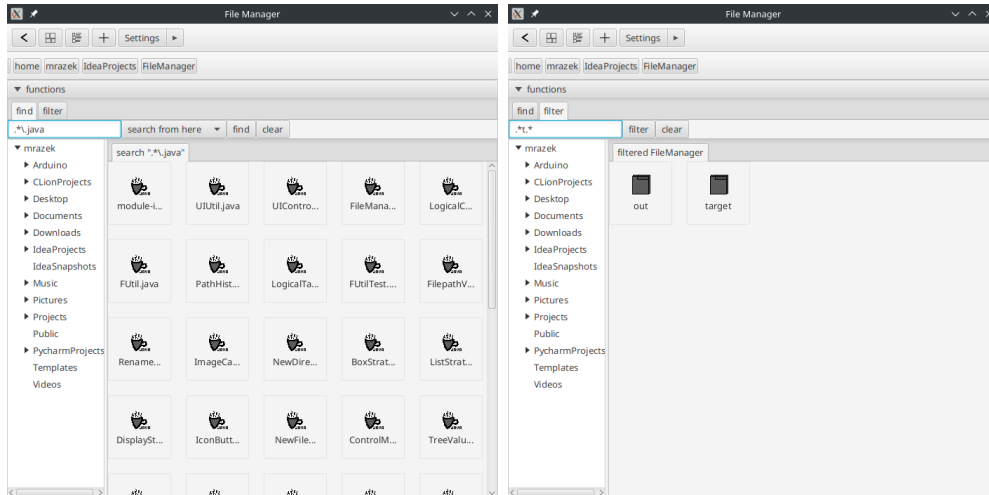 File Manager
Settings
home mrazek IdeaProjects FileManager
functions
find filter
.*\.java search from here find clear
mrazek
Arduino
CLionProjects
Desktop
Documents
Downloads
IdeaProjects
IdeaSnapshots
Music
Pictures
Projects
Public
PycharmProjects
Templates
Videos
search ".*\.java"
module-i... UIUtil.java UIContro... FileMana... LogicalC...
FUtil.java PathHist... LogicalTa... FUtilTest.... FilepathV...
Rename... ImageCa... NewDire... BoxStrat... ListStrat...
DisplaySt... IconButt... NewFile... ControlM... TreeValu...
File Manager
Settings
home mrazek IdeaProjects FileManager
functions
find filter
.*t.* filter clear
mrazek
Arduino
CLionProjects
Desktop
Documents
Downloads
IdeaProjects
IdeaSnapshots
Music
Pictures
Projects
Public
PycharmProjects
Templates
Videos
filtered FileManager
out target